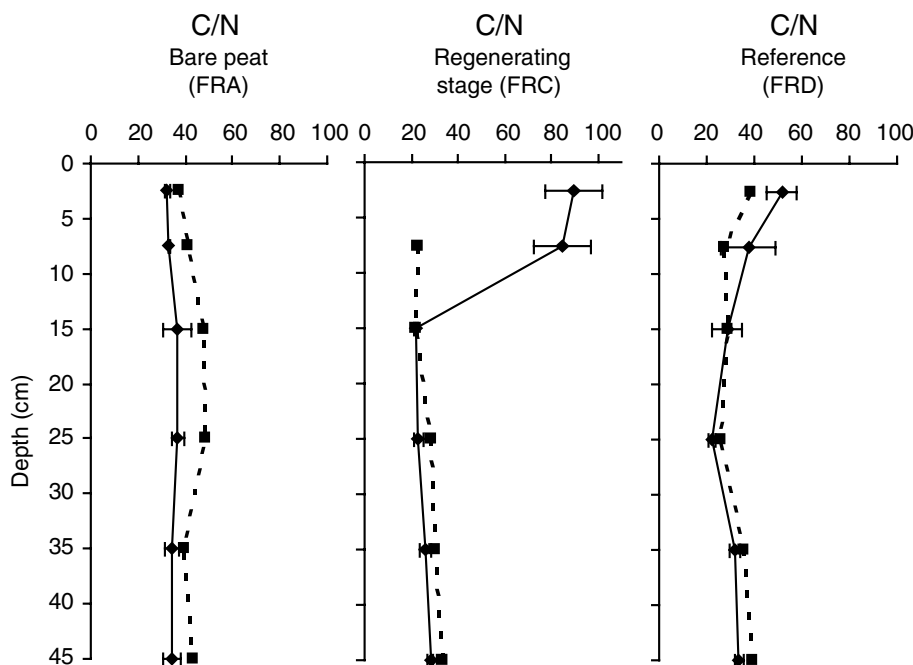 C/N
Bare peat
(FRA)
C/N
Regenerating
stage (FRC)
C/N
Reference
(FRD)
0 20 40 60 80 100
0 20 40 60 80 100
0 20 40 60 80 100
0
5
10
15
20
25
30
35
40
45
Depth (cm)